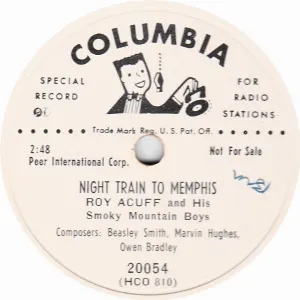 COLUMBIA
SPECIAL
RECORD
FOR
RADIO
STATIONS
Trade Mark Reg. U.S. Pat. Off.
2:48
Not For Sale
Peer International Corp.
NIGHT TRAIN TO MEMPHIS
ROY ACUFF and His
Smoky Mountain Boys
Composers: Beasley Smith, Marvin Hughes,
Owen Bradley
20054
(HCO 810)